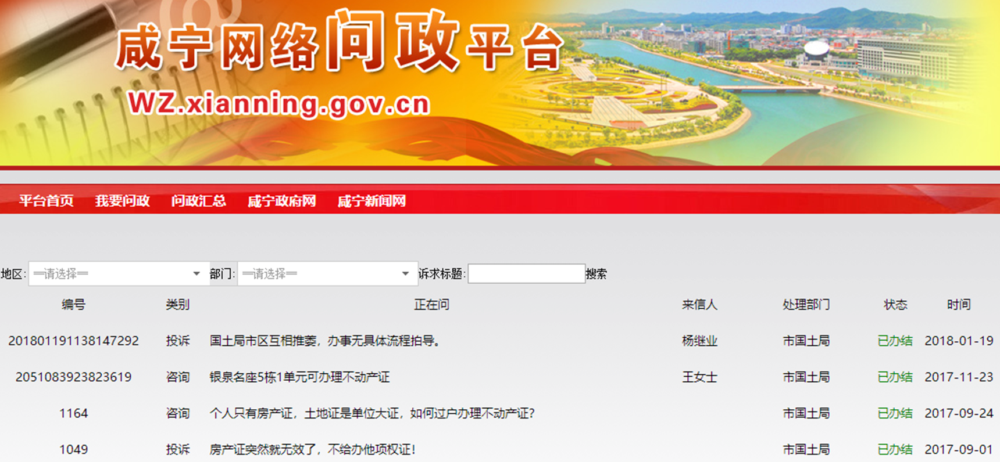 咸宁网络问政平台
WZ.xianning.gov.cn
平台首页 我要问政 问政汇总 咸宁政府网 咸宁新闻网
地区: ═请选择═ 部门: ═请选择═ 诉求标题: 搜索
编号 类别 正在问 来信人 处理部门 状态 时间
201801191138147292 投诉 国土局市区互相推萎，办事无具体流程拍导。 杨继业 市国土局 已办结 2018-01-19
2051083923823619 咨询 银泉名座5栋1单元可办理不动产证 王女士 市国土局 已办结 2017-11-23
1164 咨询 个人只有房产证，土地证是单位大证，如何过户办理不动产证？ 市国土局 已办结 2017-09-24
1049 投诉 房产证突然就无效了，不给办他项权证！ 市国土局 已办结 2017-09-01